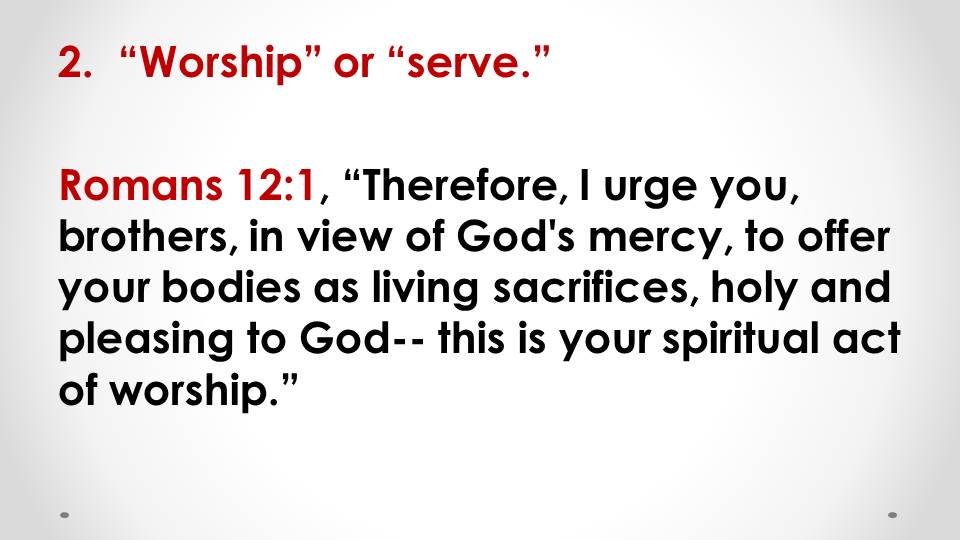 2. “Worship” or “serve.”
Romans 12:1, “Therefore, I urge you,
brothers, in view of God's mercy, to offer
your bodies as living sacrifices, holy and
pleasing to God-- this is your spiritual act
of worship.”